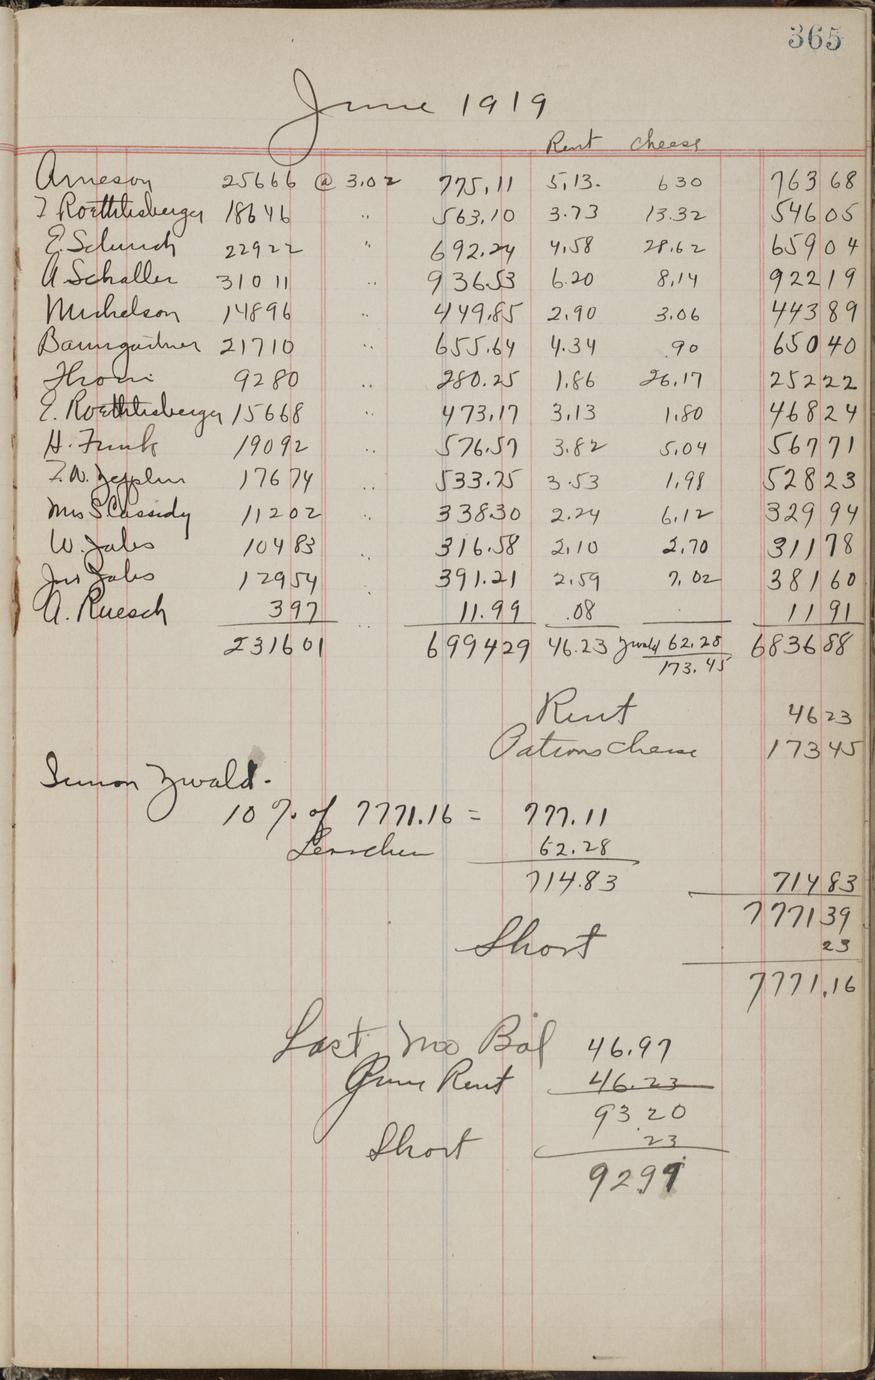 365
June 1919
Rent Cheese
Arneson 25666 @ 3.02 775.11 5.13. 630 763 68
F Roethlisberger 18646 " 563.10 3.73 13.32 546 05
E. Schunch 22922 " 692.24 4.58 28.62 659 04
A Schaller 31011 " 936.53 6.20 8.14 922 19
Michelson 14896 " 449.85 2.90 3.06 443 89
Baumgartner 21710 " 655.64 4.34 .90 650 40
9280 " 280.25 1.86 26.17 252 22
E. Roethlisberger 15668 " 473.17 3.13 1.80 468 24
H. Funk 19092 " 576.57 3.82 5.04 567 71
F.W. 17674 " 533.75 3.53 1.98 528 23
Mrs S Cassidy 11202 " 338.30 2.24 6.12 329 94
W. Zales 10483 " 316.58 2.10 2.70 311 78
Jno Zales 12954 " 391.21 2.59 7.02 381 60
A. Ruesch 397 " 11.99 .08 11 91
231601 6994 29 46.23 Zwald 62.28 6836 88
173.45
Rent 46 23
Patrons Cheese 173 45
Simon Zwald.
10% of 7771.16 = 777.11
62.28
714.83 714 83
7771 39
Short 23
7771.16
Last Mo Bal 46.97
June Rent 46.23
93.20
Short .23
92.97